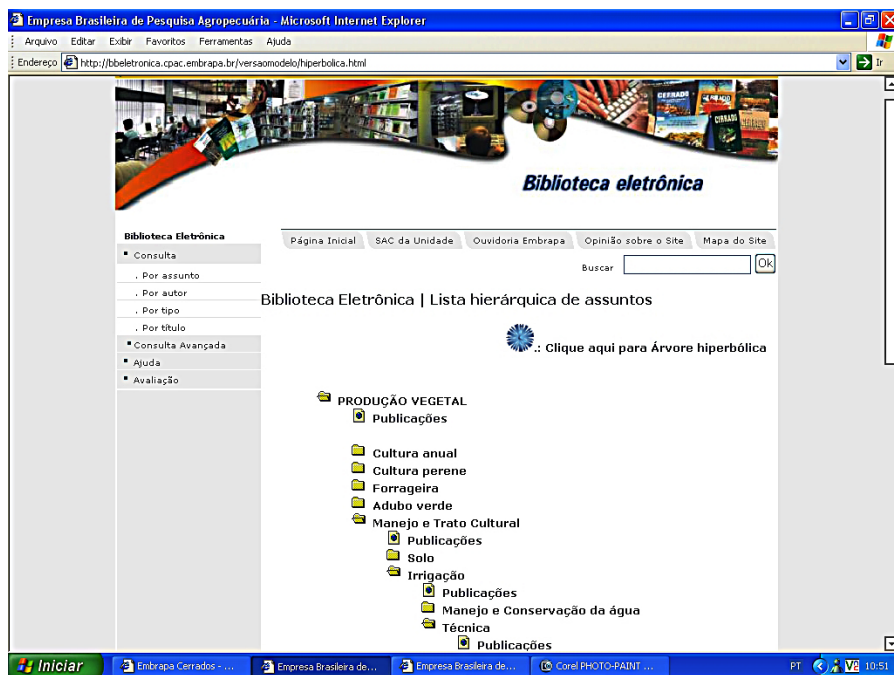 Empresa Brasileira de Pesquisa Agropecuária - Microsoft Internet Explorer
Arquivo Editar Exibir Favoritos Ferramentas Ajuda
Endereço http://bbeletronica.cpac.embrapa.br/versaomodelo/hiperbolica.html Ir
CERRADO
Biblioteca eletrônica
Biblioteca Eletrônica
Página Inicial SAC da Unidade Ouvidoria Embrapa Opinião sobre o Site Mapa do Site
Consulta
Buscar Ok
. Por assunto
. Por autor
. Por tipo
. Por título
Consulta Avançada
Ajuda
Avaliação
Biblioteca Eletrônica | Lista hierárquica de assuntos
.: Clique aqui para Árvore hiperbólica
PRODUÇÃO VEGETAL
Publicações
Cultura anual
Cultura perene
Forrageira
Adubo verde
Manejo e Trato Cultural
Publicações
Solo
Irrigação
Publicações
Manejo e Conservação da água
Técnica
Publicações
Iniciar Embrapa Cerrados - ... Empresa Brasileira de... Empresa Brasileira de... Corel PHOTO-PAINT ... PT 10:51